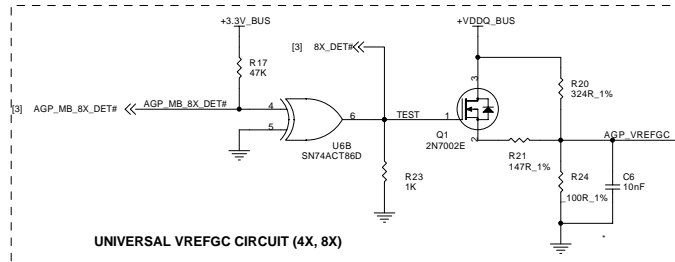 +3.3V_BUS
+VDDQ_BUS
[3] 8X_DET#
R17
47K
3
R20
324R_1%
[3] AGP_MB_8X_DET#
AGP_MB_8X_DET#
4
5
6
TEST
1
U6B
SN74ACT86D
Q1
2N7002E
2
AGP_VREFGC
R21
147R_1%
R23
1K
R24
100R_1%
C6
10nF
UNIVERSAL VREFGC CIRCUIT (4X, 8X)